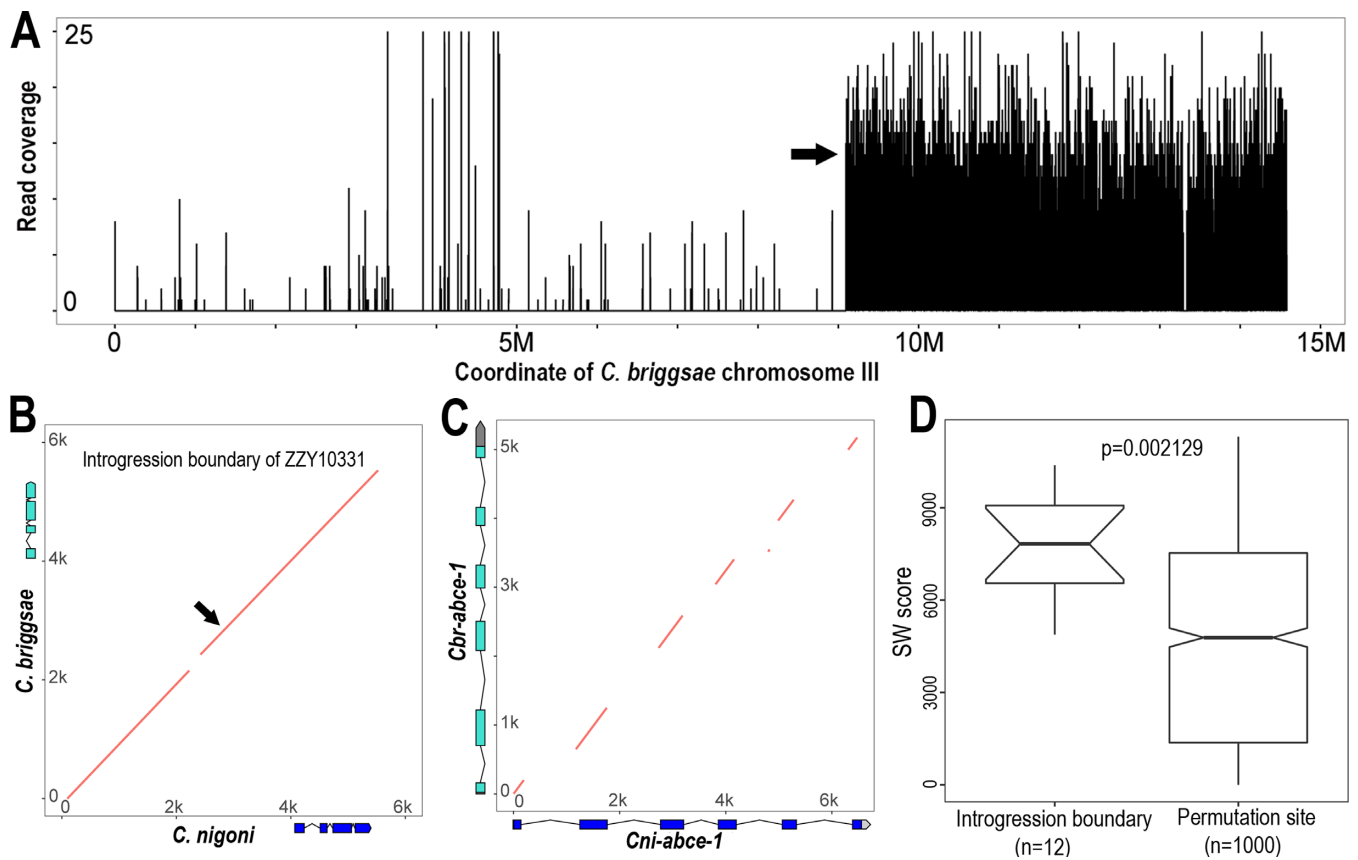 A
25
Read coverage
0
0
5M
10M
15M
Coordinate of C. briggsae chromosome III
B
6k
Introgression boundary of ZZY10331
4k
C. briggsae
2k
0
0
2k
4k
6k
C. nigoni
C
5k
Cbr-abce-1
3k
1k
0
0
2k
4k
6k
Cni-abce-1
D
p=0.002129
9000
6000
SW score
3000
0
Introgression boundary
(n=12)
Permutation site
(n=1000)